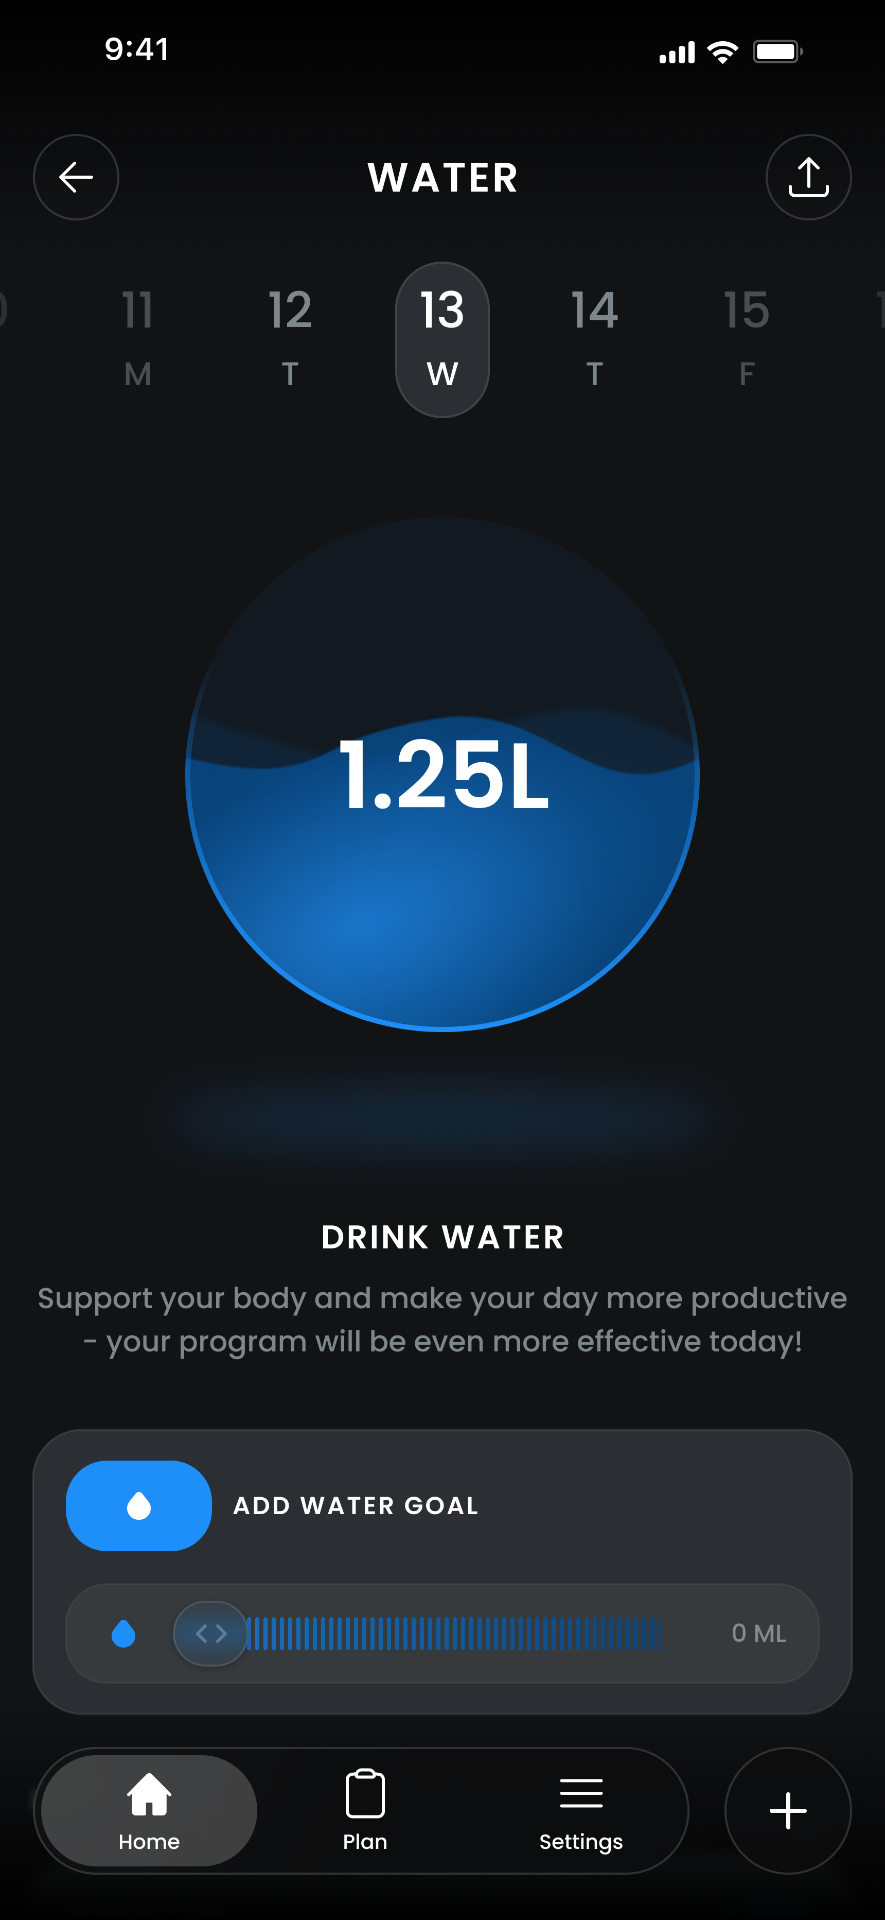 9:41
WATER
11 12 13 14 15
M T W T F
1.25L
DRINK WATER
Support your body and make your day more productive
- your program will be even more effective today!
ADD WATER GOAL
0 ML
Home Plan Settings